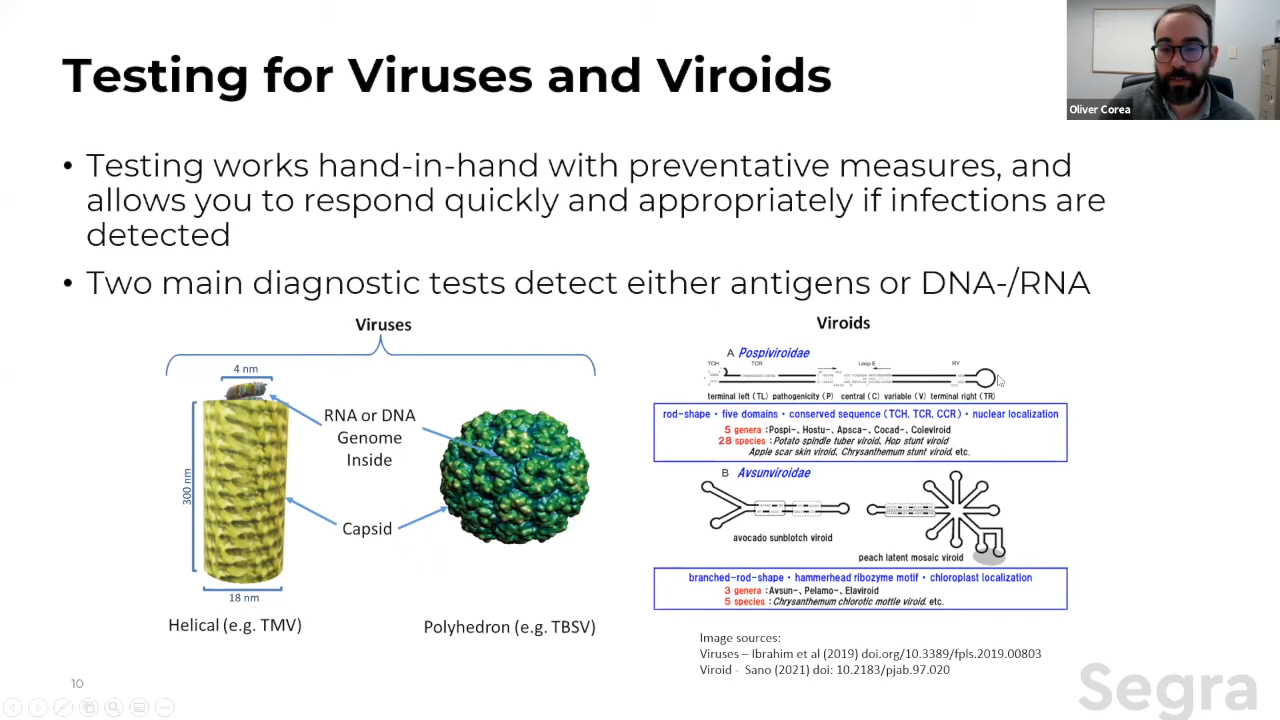 Testing for Viruses and Viroids
Oliver Corea
• Testing works hand-in-hand with preventative measures, and
allows you to respond quickly and appropriately if infections are
detected
• Two main diagnostic tests detect either antigens or DNA-/RNA
Viruses
4 nm
300 nm
18 nm
RNA or DNA
Genome
Inside
Capsid
Helical (e.g. TMV)
Polyhedron (e.g. TBSV)
Viroids
A Pospiviroidae
TCH TCR Loop E RY
terminal left (TL) pathogenicity (P) central (C) variable (V) terminal right (TR)
rod-shape・five domains・conserved sequence (TCH, TCR, CCR)・nuclear localization
5 genera :Pospi-, Hostu-, Apsca-, Cocad-, Coleviroid
28 species :Potato spindle tuber viroid, Hop stunt viroid
Apple scar skin viroid, Chrysanthemum stunt viroid, etc.
B Avsunviroidae
avocado sunblotch viroid
peach latent mosaic viroid
branched-rod-shape・hammerhead ribozyme motif・chloroplast localization
3 genera :Avsun-, Pelamo-, Elaviroid
5 species :Chrysanthemum chlorotic mottle viroid, etc.
Image sources:
Viruses – Ibrahim et al (2019) doi.org/10.3389/fpls.2019.00803
Viroid - Sano (2021) doi: 10.2183/pjab.97.020
10
Segra